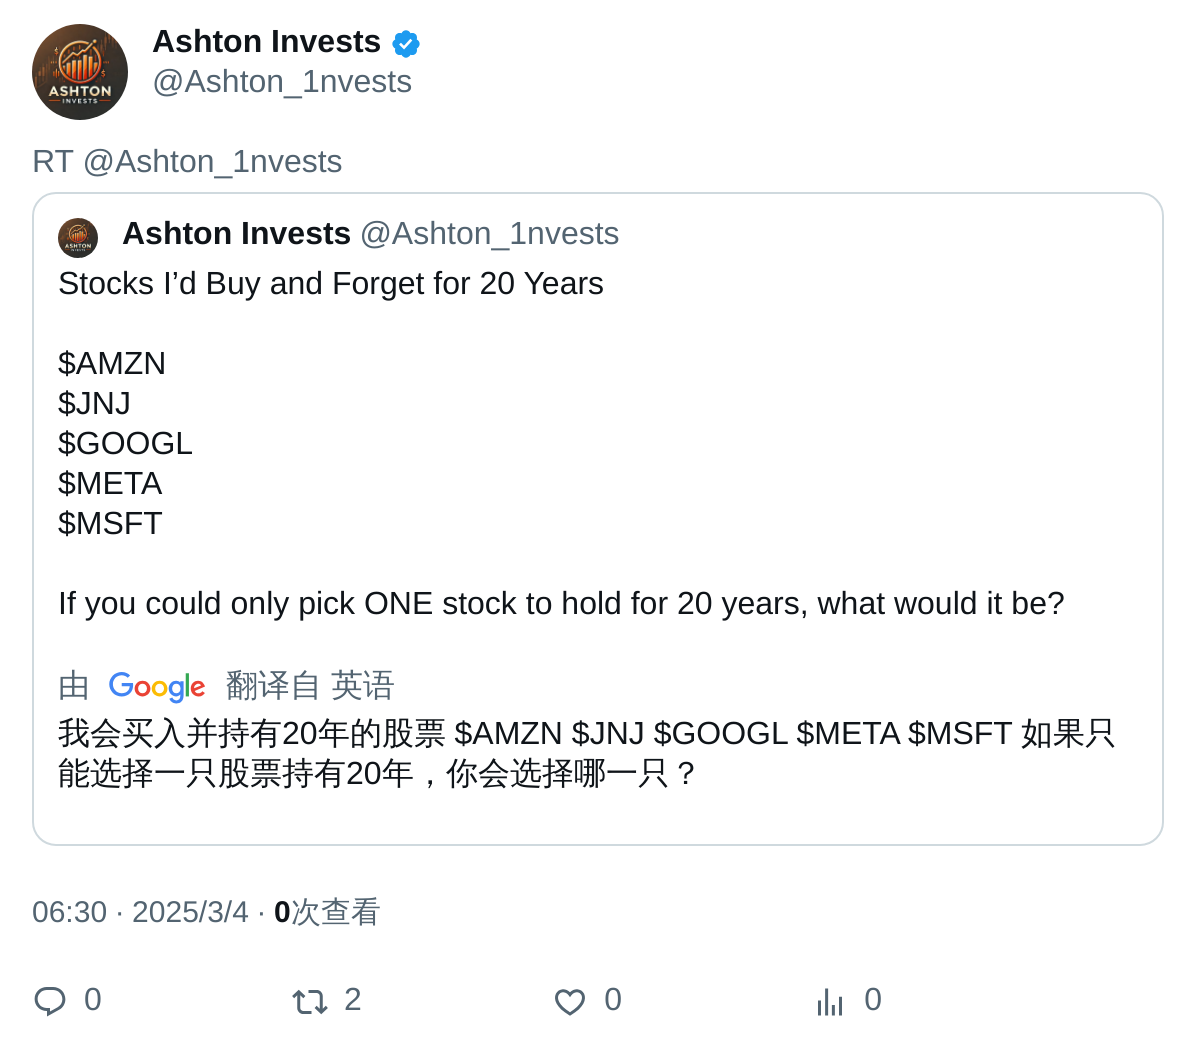 Ashton Invests
@Ashton_1nvests
ASHTON
INVESTS
RT @Ashton_1nvests
Ashton Invests @Ashton_1nvests
ASHTON
Stocks I’d Buy and Forget for 20 Years
$AMZN
$JNJ
$GOOGL
$META
$MSFT
If you could only pick ONE stock to hold for 20 years, what would it be?
由 Google 翻译自 英语
我会买入并持有20年的股票 $AMZN $JNJ $GOOGL $META $MSFT 如果只
能选择一只股票持有20年，你会选择哪一只？
06:30 · 2025/3/4 · 0次查看
0 2 0 0